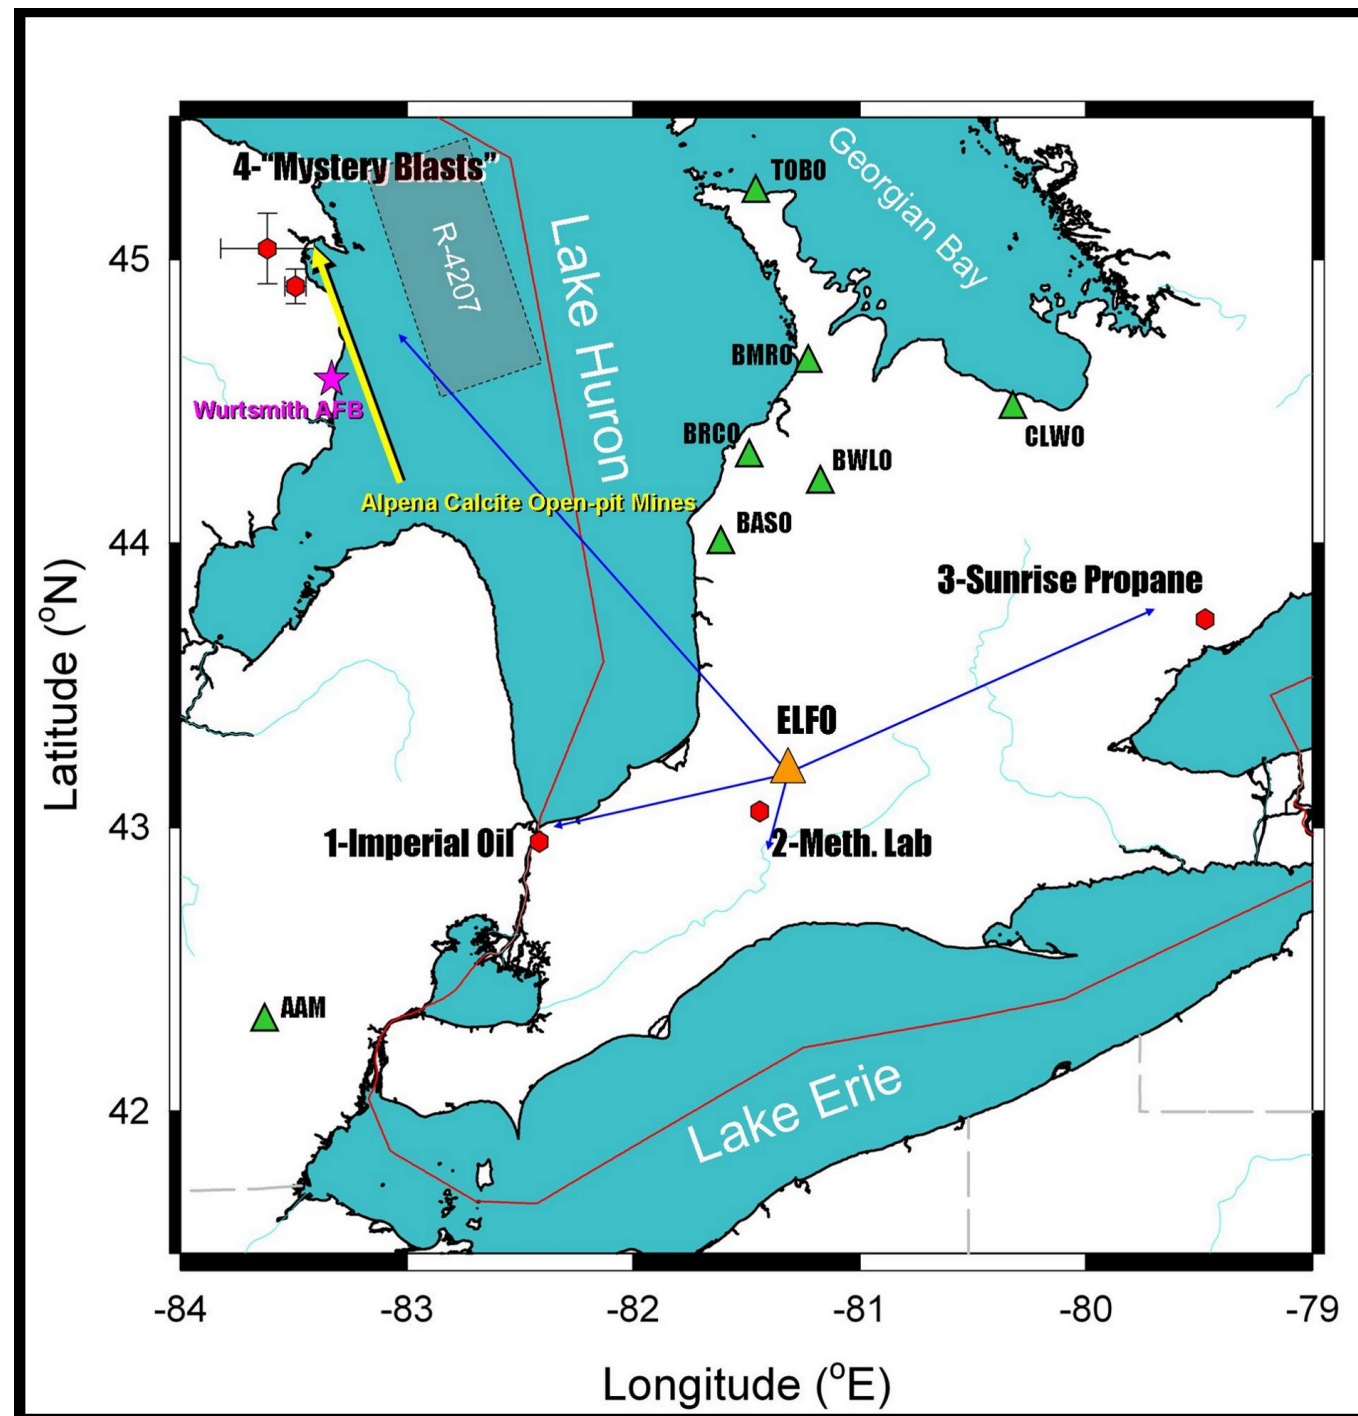 4-“Mystery Blasts”
TOBO
Georgian Bay
45
R-4207
Lake Huron
BMRO
Wurtsmith AFB
CLWO
BRCO
BWLO
Alpena Calcite Open-pit Mines
BASO
44
3-Sunrise Propane
ELFO
Latitude (oN)
43
1-Imperial Oil
2-Meth. Lab
AAM
42
Lake Erie
-84 -83 -82 -81 -80 -79
Longitude (oE)